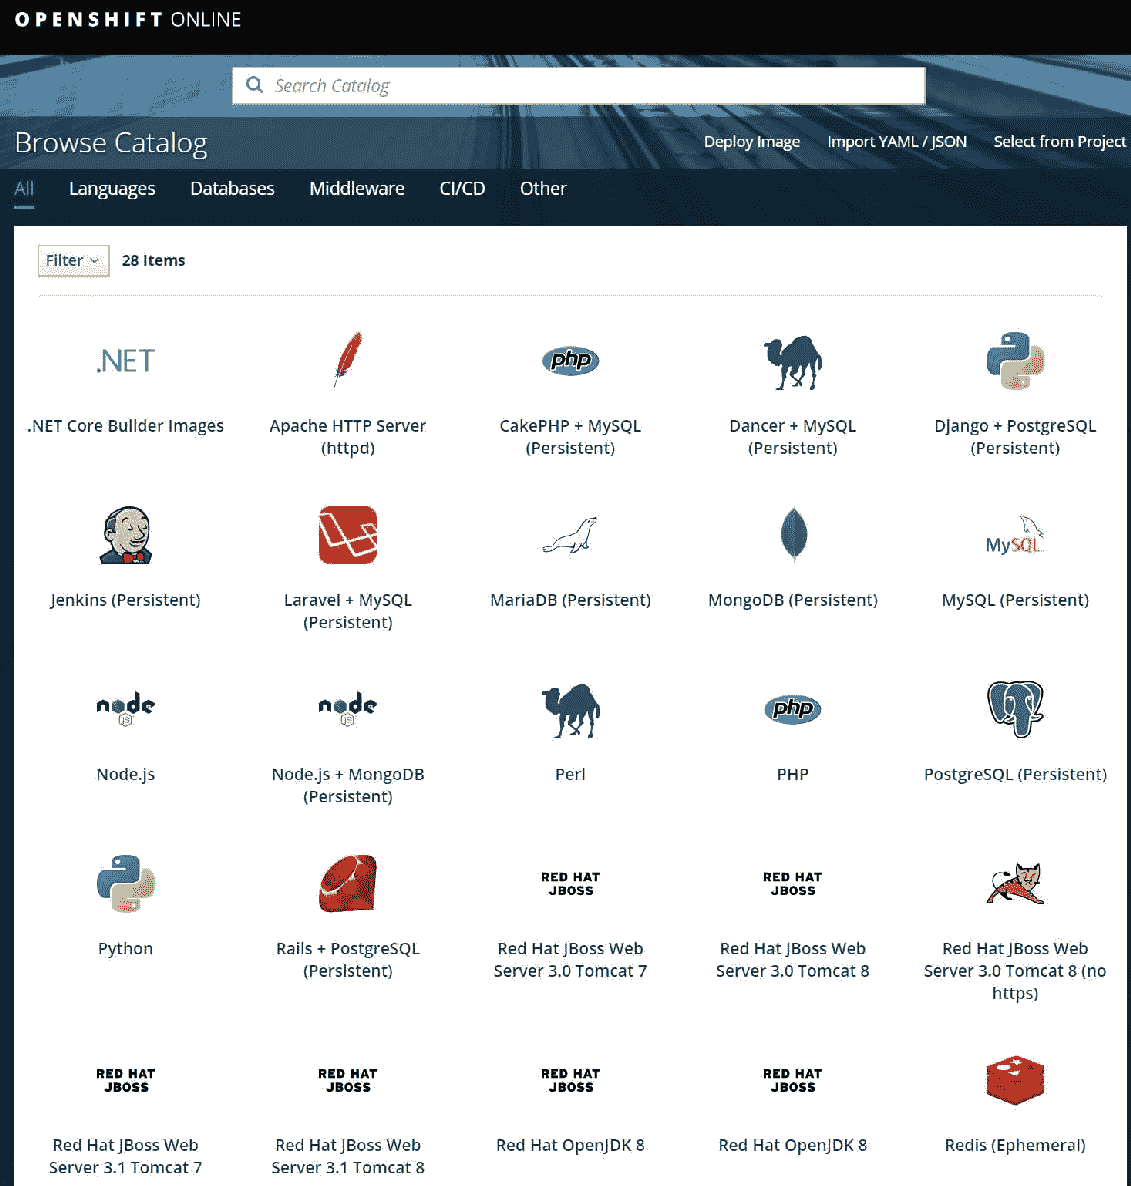 OPENSHIFT ONLINE
Search Catalog
Browse Catalog
Deploy Image Import YAML / JSON Select from Project
All Languages Databases Middleware CI/CD Other
Filter 28 Items
.NET
php
.NET Core Builder Images
Apache HTTP Server
(httpd)
CakePHP + MySQL
(Persistent)
Dancer + MySQL
(Persistent)
Django + PostgreSQL
(Persistent)
MySQL
Jenkins (Persistent)
Laravel + MySQL
(Persistent)
MariaDB (Persistent)
MongoDB (Persistent)
MySQL (Persistent)
node
JS
node
JS
php
Node.js
Node.js + MongoDB
(Persistent)
Perl
PHP
PostgreSQL (Persistent)
RED HAT
JBOSS
RED HAT
JBOSS
Python
Rails + PostgreSQL
(Persistent)
Red Hat JBoss Web
Server 3.0 Tomcat 7
Red Hat JBoss Web
Server 3.0 Tomcat 8
Red Hat JBoss Web
Server 3.0 Tomcat 8 (no
https)
RED HAT
JBOSS
RED HAT
JBOSS
RED HAT
JBOSS
RED HAT
JBOSS
Red Hat JBoss Web
Server 3.1 Tomcat 7
Red Hat JBoss Web
Server 3.1 Tomcat 8
Red Hat OpenJDK 8
Red Hat OpenJDK 8
Redis (Ephemeral)